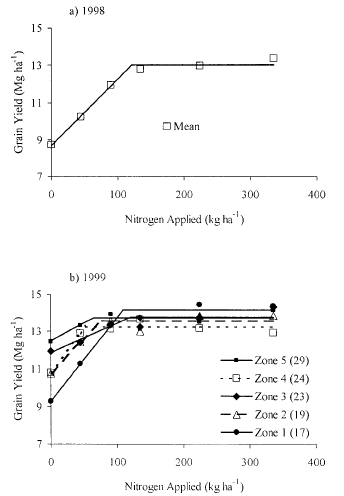 a) 1998
Grain Yield (Mg ha-1)
15
13
11
9
7
Mean
0 100 200 300 400
Nitrogen Applied (kg ha-1)
b) 1999
Grain Yield (Mg ha-1)
15
13
11
9
7
Zone 5 (29)
Zone 4 (24)
Zone 3 (23)
Zone 2 (19)
Zone 1 (17)
0 100 200 300 400
Nitrogen Applied (kg ha-1)